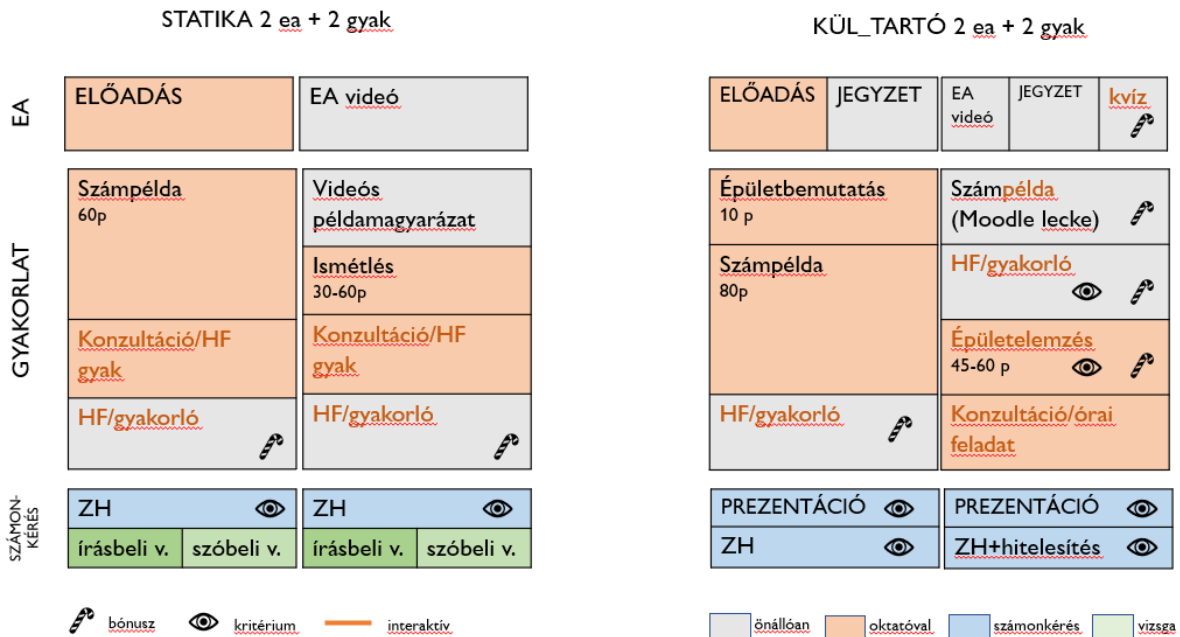 STATIKA 2 ea + 2 gyak
EA
ELŐADÁS
EA videó
GYAKORLAT
Számpélda
60p
Konzultáció/HF
gyak
HF/gyakorló
Videós
példamagyarázat
Ismétlés
30-60p
Konzultáció/HF
gyak
HF/gyakorló
SZÁMON-
KÉRÉS
ZH
ZH
írásbeli v.
szóbeli v.
írásbeli v.
szóbeli v.
bónusz
kritérium
interaktív
KÜL_TARTÓ 2 ea + 2 gyak
ELŐADÁS
JEGYZET
EA
videó
JEGYZET
kvíz
Épületbemutatás
10 p
Számpélda
80p
HF/gyakorló
Számpélda
(Moodle lecke)
HF/gyakorló
Épületelemzés
45-60 p
Konzultáció/órai
feladat
PREZENTÁCIÓ
PREZENTÁCIÓ
ZH
ZH+hitelesítés
önállóan
oktatóval
számonkérés
vizsga